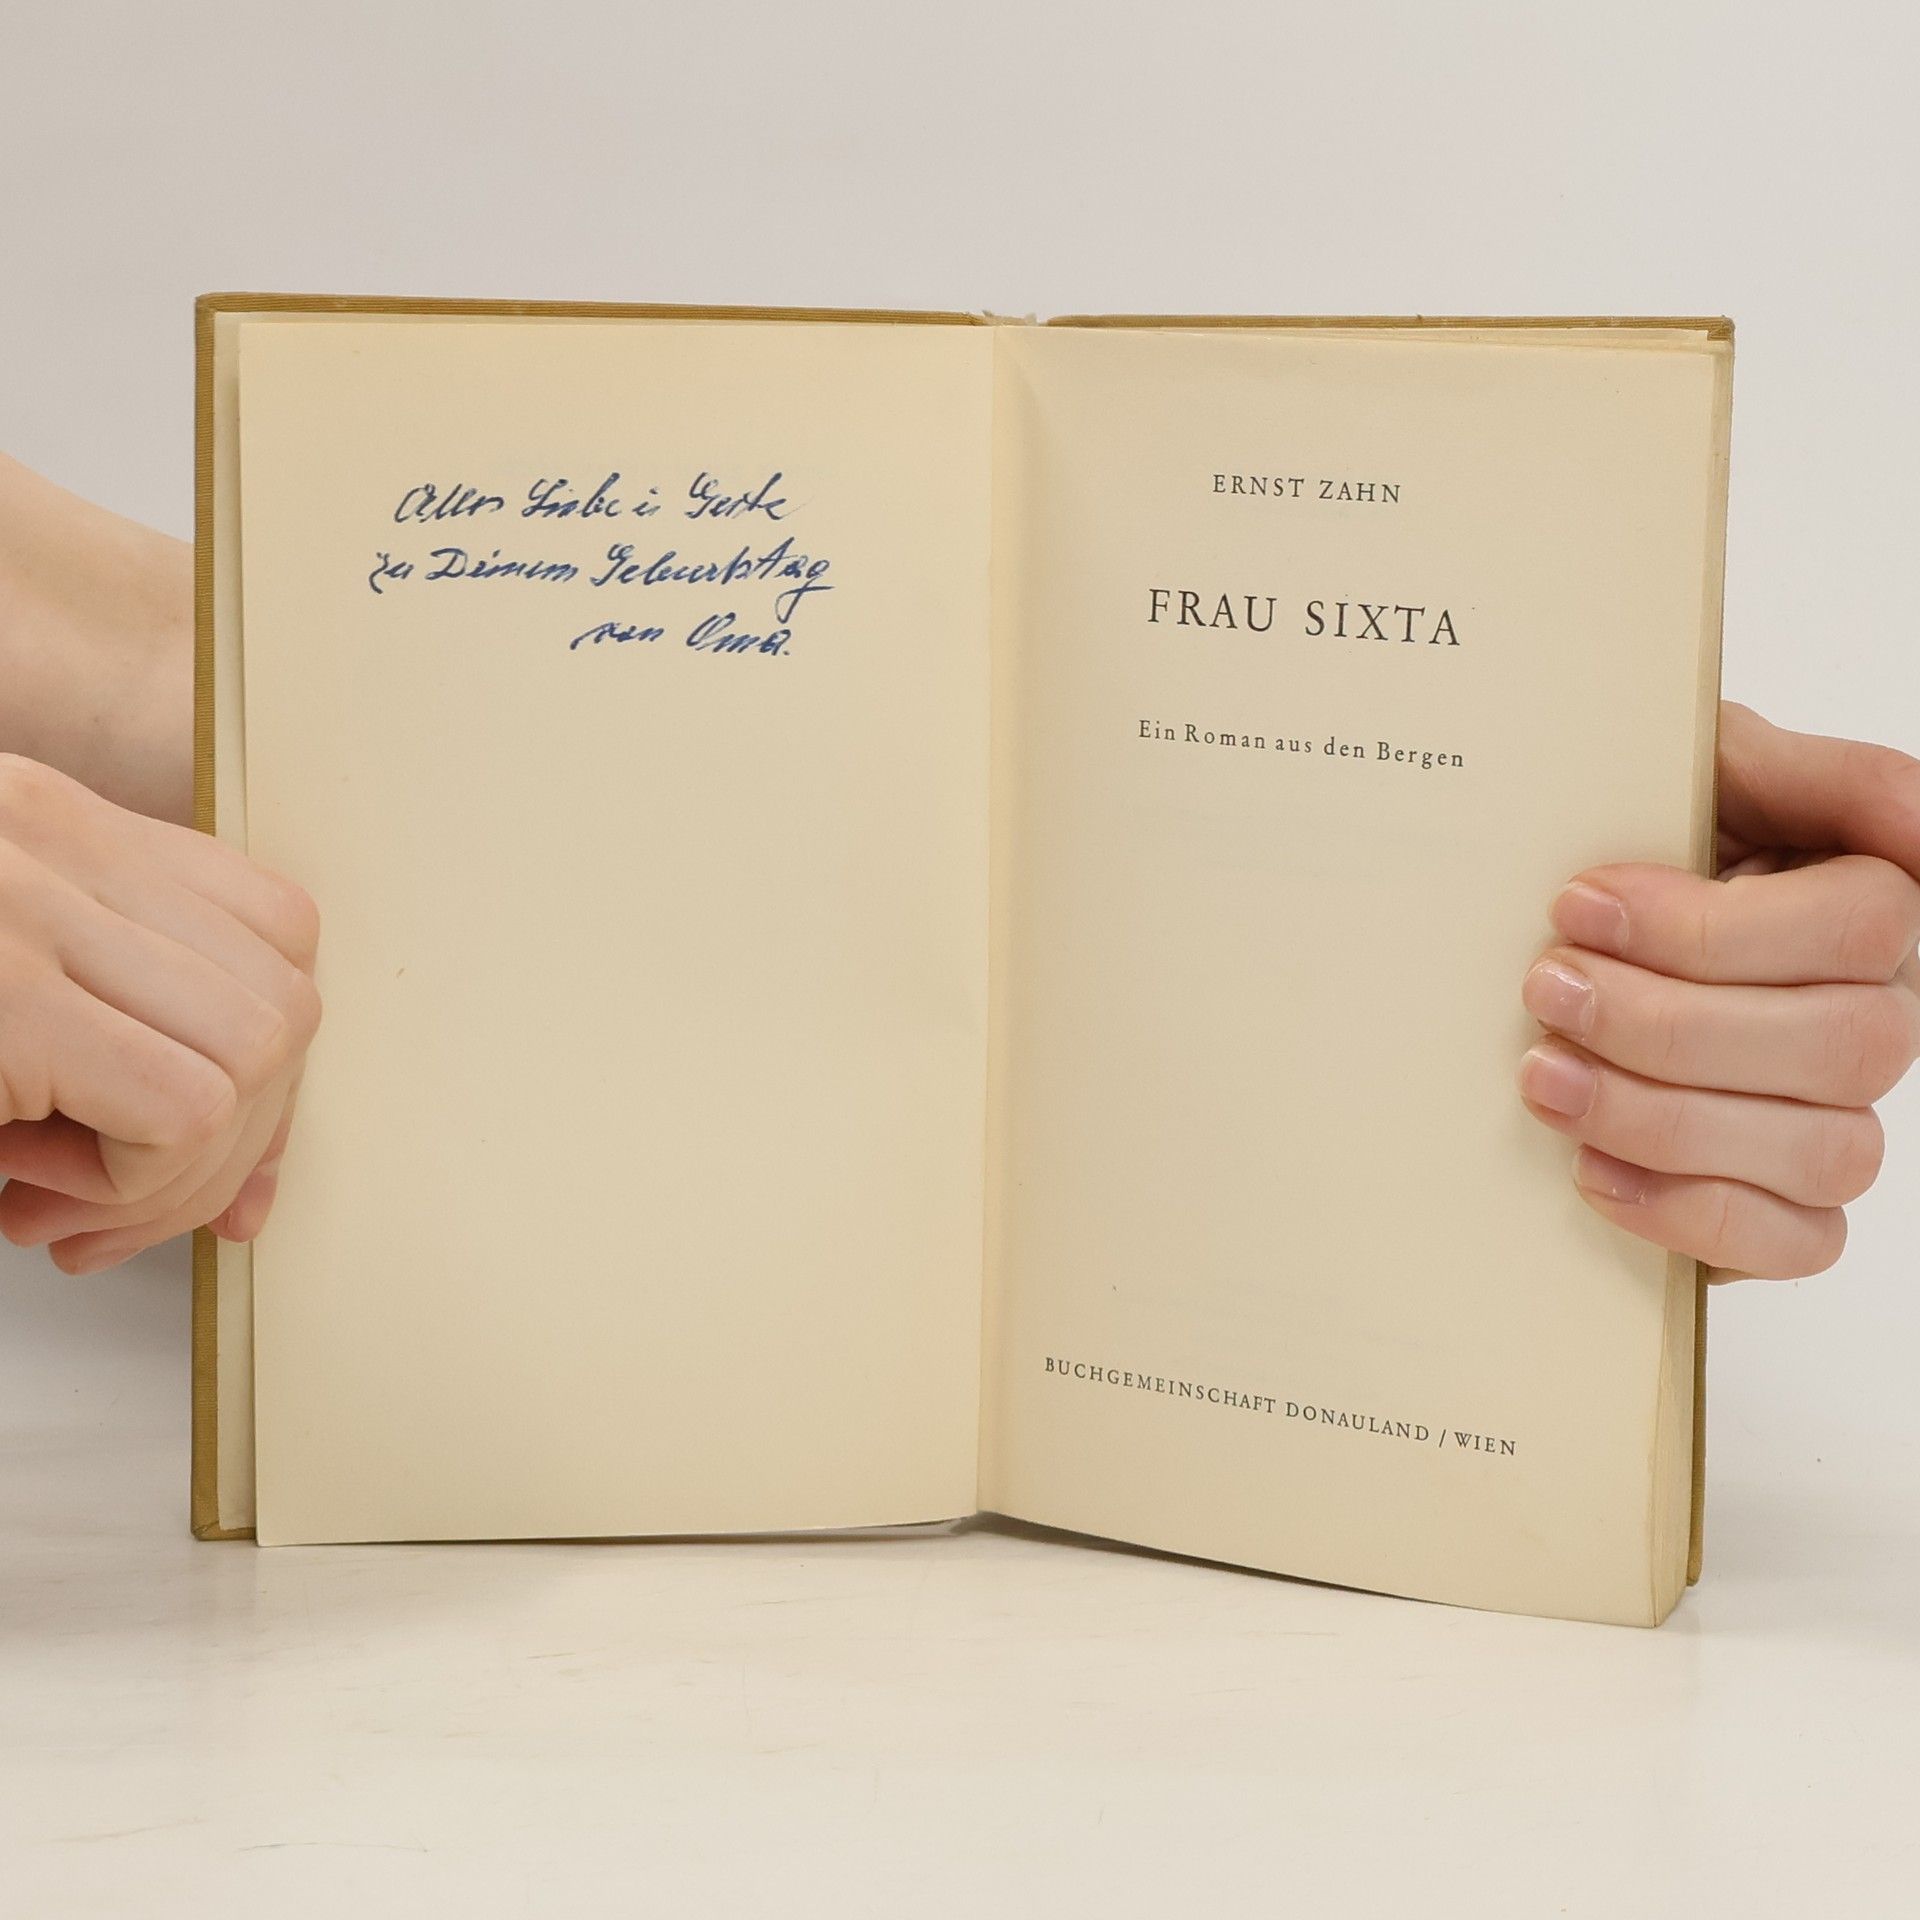 Alles Liebe u Gute
zu Deinem Geburtstag
von Oma.
ERNST ZAHN
FRAU SIXTA
Ein Roman aus den Bergen
BUCHGEMEINSCHAFT DONAULAND / WIEN